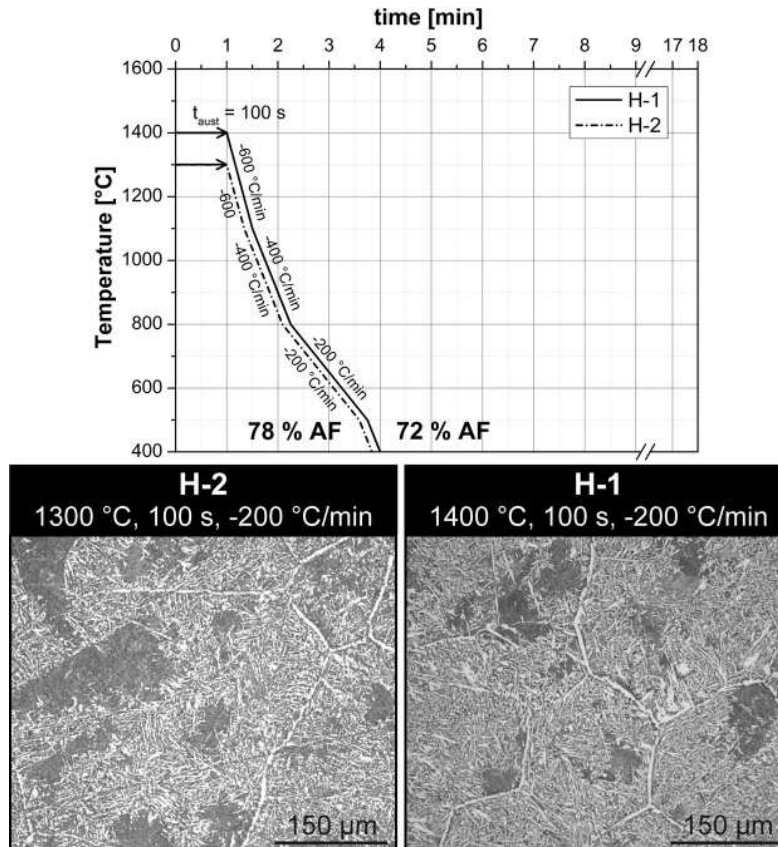 time [min]
0 1 2 3 4 5 6 7 8 9 17 18
1600
1400
1200
1000
800
600
400
Temperature [°C]
t_aust = 100 s
H-1
H-2
-600 °C/min
-600
-400 °C/min
-400 °C/min
-200 °C/min
-200 °C/min
78 % AF 72 % AF
H-2
1300 °C, 100 s, -200 °C/min
150 µm
H-1
1400 °C, 100 s, -200 °C/min
150 µm